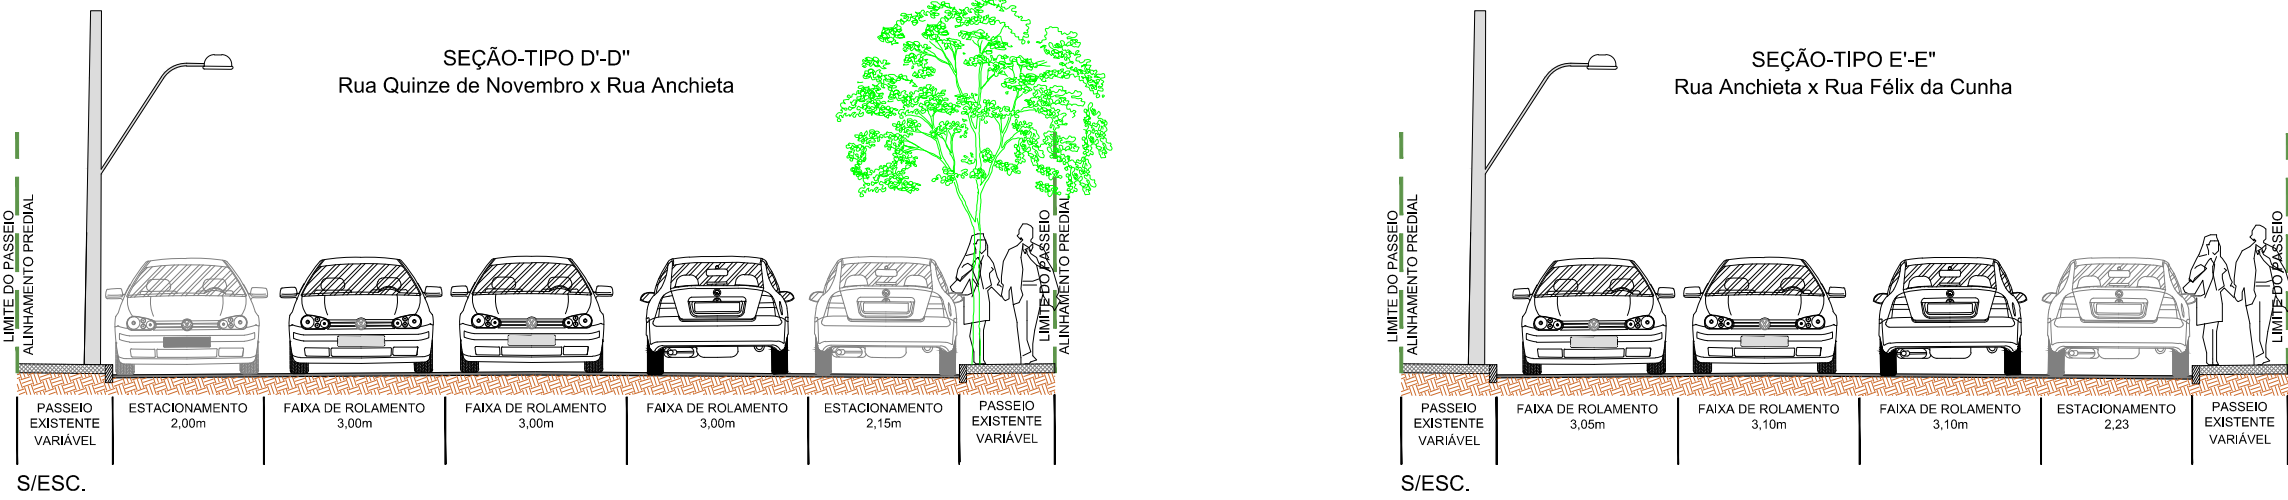 SEÇÃO-TIPO D'-D"
Rua Quinze de Novembro x Rua Anchieta
LIMITE DO PASSEIO
ALINHAMENTO PREDIAL
LIMITE DO PASSEIO
ALINHAMENTO PREDIAL
PASSEIO
EXISTENTE
VARIÁVEL
ESTACIONAMENTO
2,00m
FAIXA DE ROLAMENTO
3,00m
FAIXA DE ROLAMENTO
3,00m
FAIXA DE ROLAMENTO
3,00m
ESTACIONAMENTO
2,15m
PASSEIO
EXISTENTE
VARIÁVEL
S/ESC.
SEÇÃO-TIPO E'-E"
Rua Anchieta x Rua Félix da Cunha
LIMITE DO PASSEIO
ALINHAMENTO PREDIAL
LIMITE DO PASSEIO
PASSEIO
EXISTENTE
VARIÁVEL
FAIXA DE ROLAMENTO
3,05m
FAIXA DE ROLAMENTO
3,10m
FAIXA DE ROLAMENTO
3,10m
ESTACIONAMENTO
2,23
PASSEIO
EXISTENTE
VARIÁVEL
S/ESC.